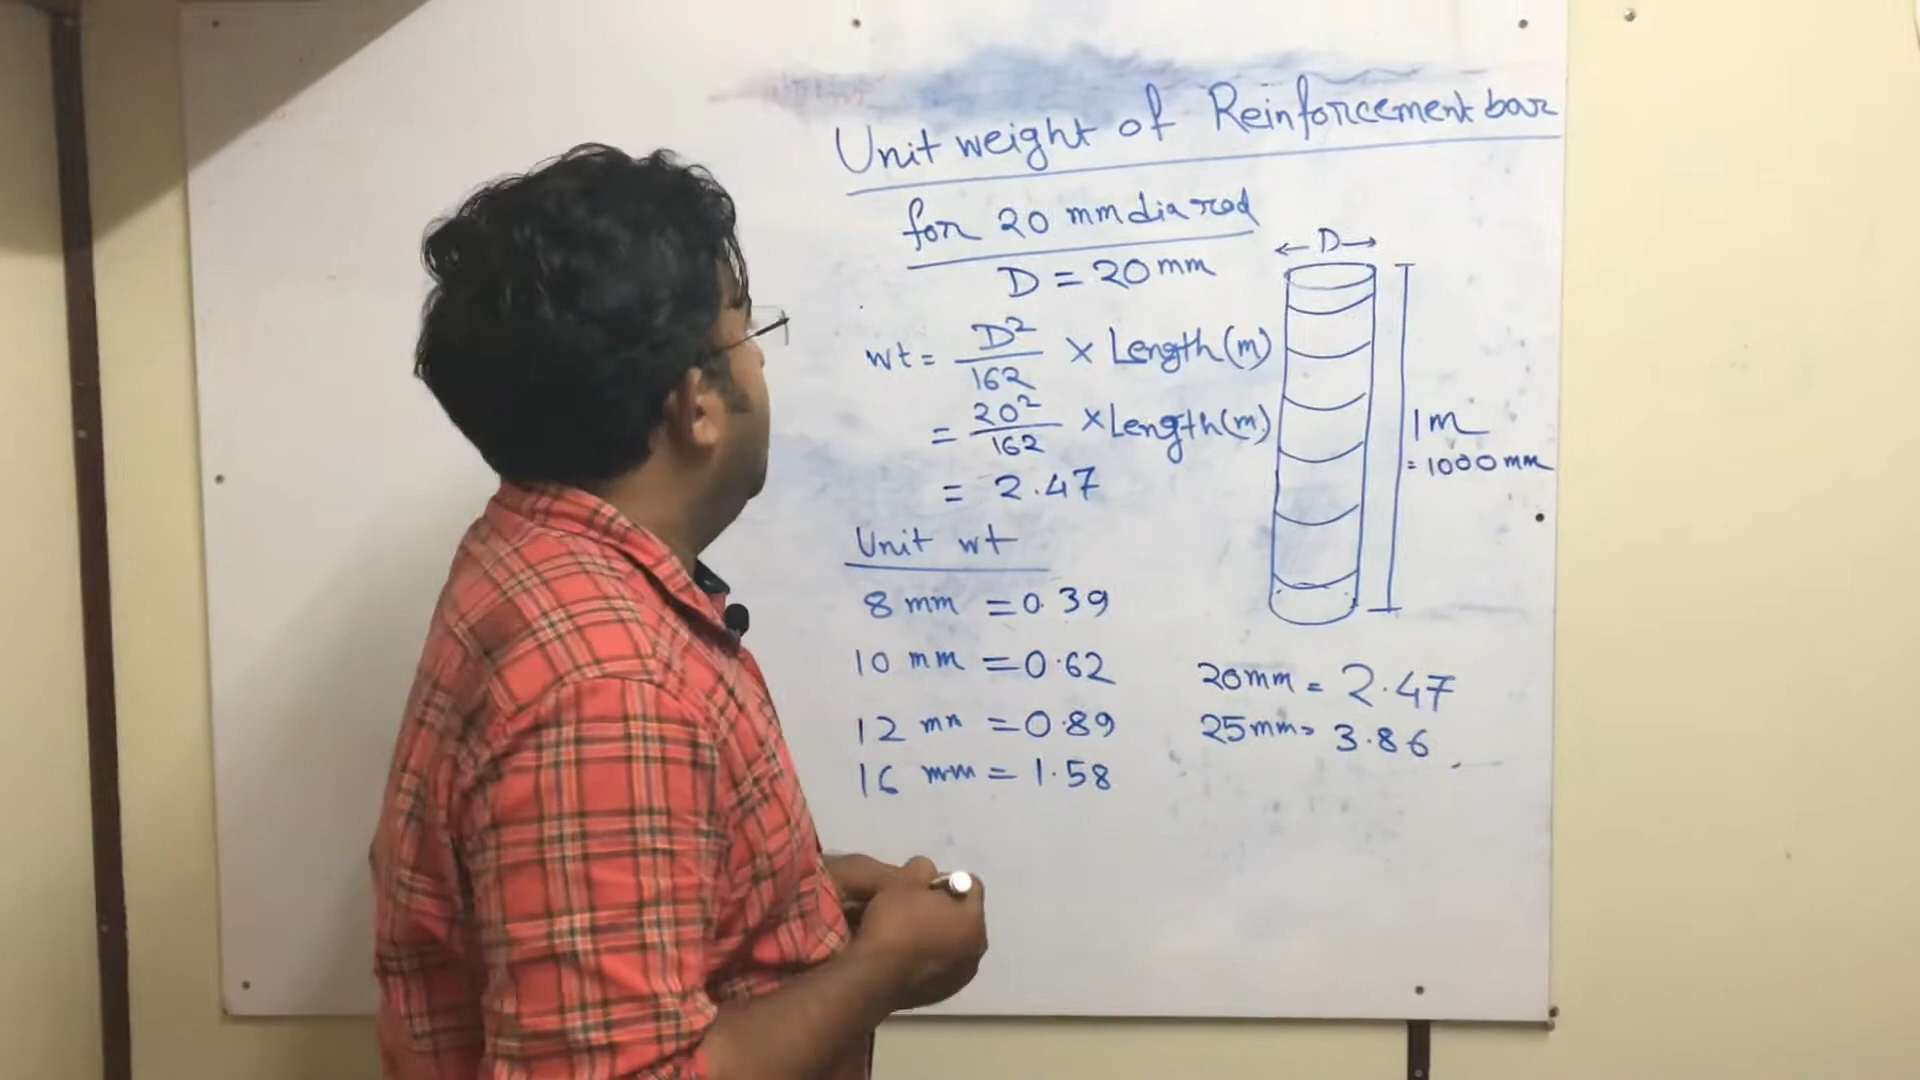 Unit weight of Reinforcement bar
for 20 mm dia rod
D = 20 mm
wt = D²/162 × Length (m)
= 20²/162 × Length (m)
= 2.47
Unit wt
8 mm = 0.39
10 mm = 0.62
12 mm = 0.89
16 mm = 1.58
← D →
1m
= 1000 mm
20mm = 2.47
25mm = 3.86